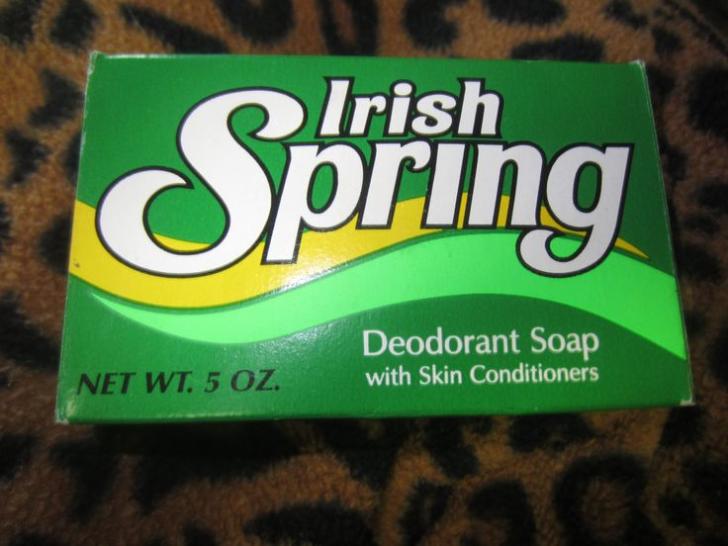 Irish
Spring
Deodorant Soap
with Skin Conditioners
NET WT. 5 OZ.